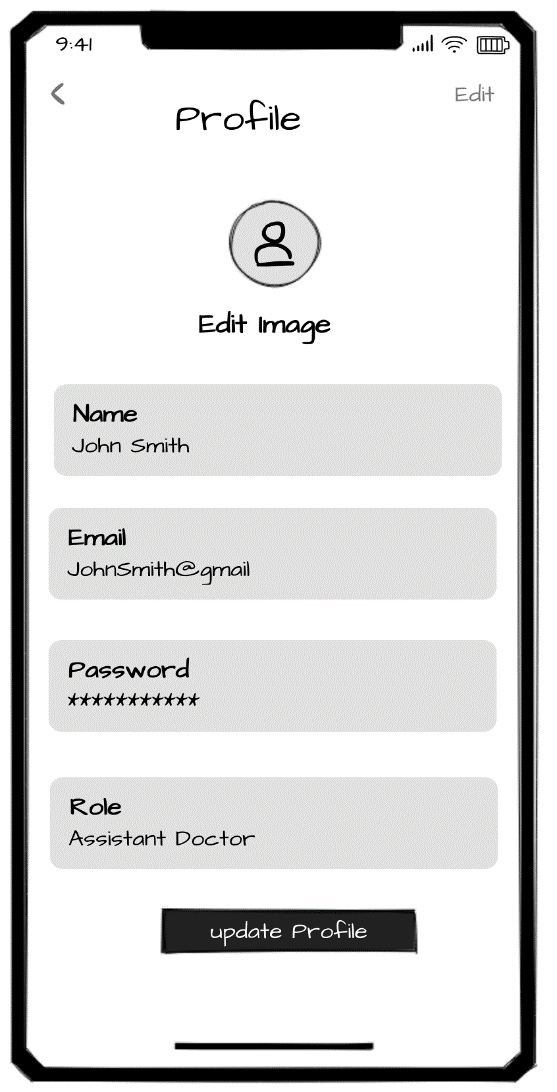 9:41
Edit
Profile
Edit Image
Name
John Smith
Email
JohnSmith@gmail
Password
***********
Role
Assistant Doctor
update Profile